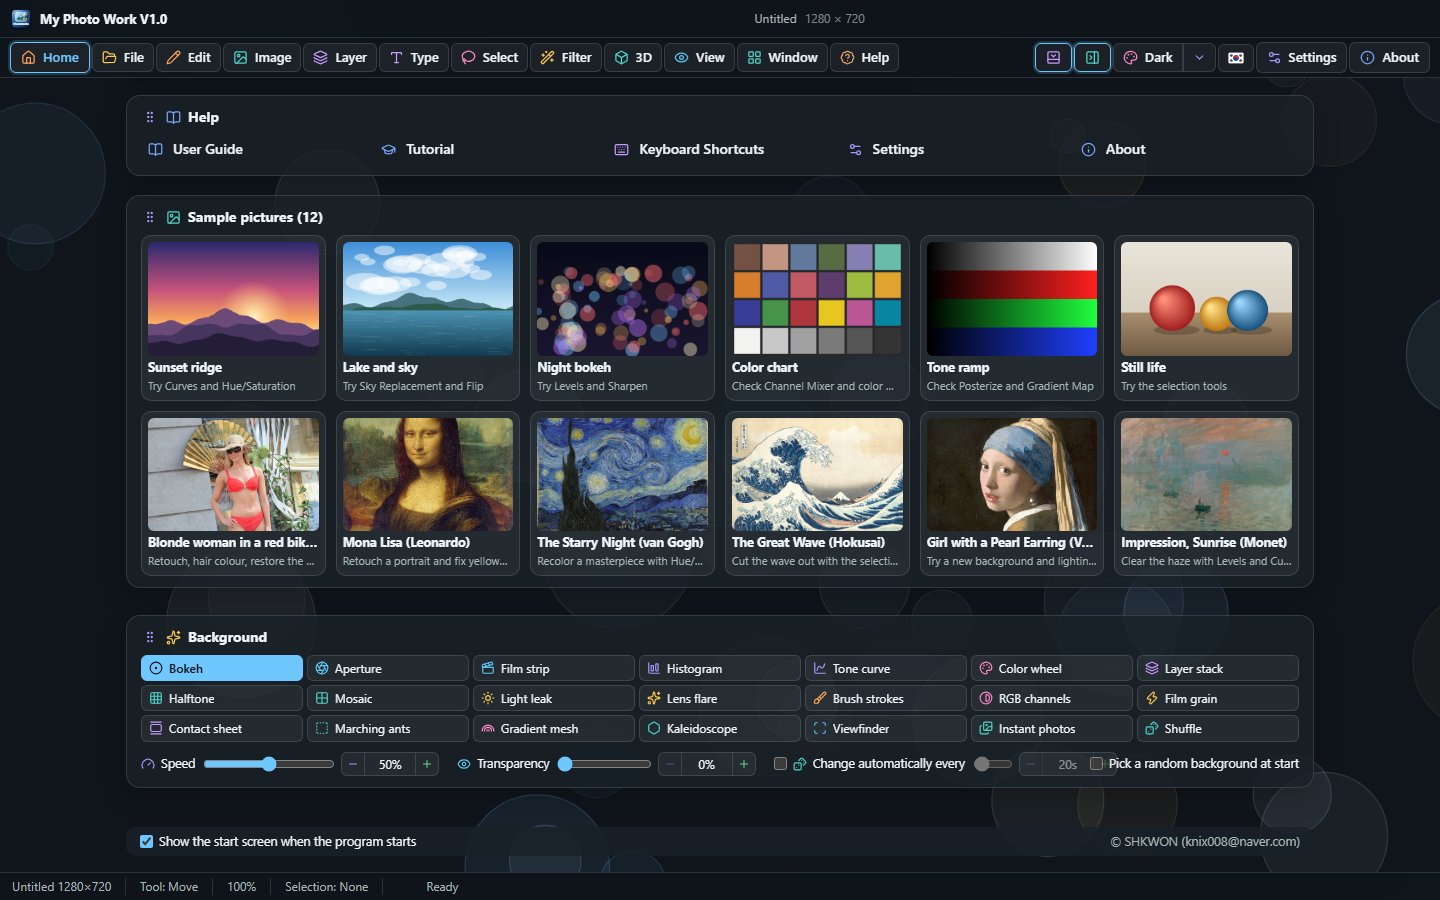 My Photo Work V1.0
Untitled 1280 × 720
Home File Edit Image Layer Type Select Filter 3D View Window Help Dark Settings About
Help
User Guide Tutorial Keyboard Shortcuts Settings About
Sample pictures (12)
Sunset ridge Lake and sky Night bokeh Color chart Tone ramp Still life
Try Curves and Hue/Saturation Try Sky Replacement and Flip Try Levels and Sharpen Check Channel Mixer and color ... Check Posterize and Gradient Map Try the selection tools
Blonde woman in a red bik... Mona Lisa (Leonardo) The Starry Night (van Gogh) The Great Wave (Hokusai) Girl with a Pearl Earring (V... Impression, Sunrise (Monet)
Retouch, hair colour, restore the ... Retouch a portrait and fix yellow... Recolor a masterpiece with Hue/... Cut the wave out with the selecti... Try a new background and lightin... Clear the haze with Levels and Cu...
Background
Bokeh Aperture Film strip Histogram Tone curve Color wheel Layer stack
Halftone Mosaic Light leak Lens flare Brush strokes RGB channels Film grain
Contact sheet Marching ants Gradient mesh Kaleidoscope Viewfinder Instant photos Shuffle
Speed − 50% + Transparency − 0% + Change automatically every − 20s Pick a random background at start
Show the start screen when the program starts © SHKWON (knix008@naver.com)
Untitled 1280×720 Tool: Move 100% Selection: None Ready